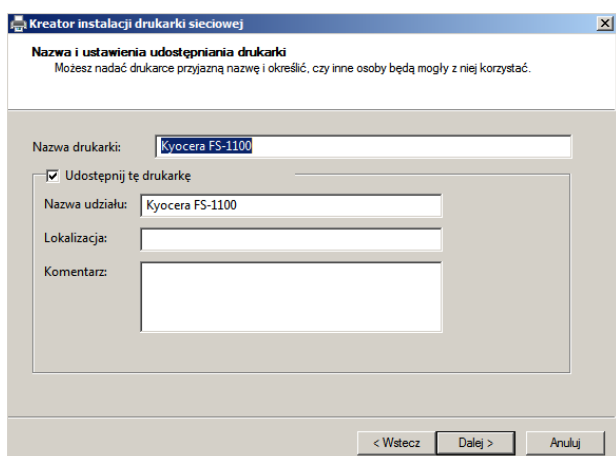 Kreator instalacji drukarki sieciowej
Nazwa i ustawienia udostępniania drukarki
Możesz nadać drukarce przyjazną nazwę i określić, czy inne osoby będą mogły z niej korzystać.
Nazwa drukarki: Kyocera FS-1100
Udostępnij tę drukarkę
Nazwa udziału: Kyocera FS-1100
Lokalizacja:
Komentarz:
< Wstecz Dalej > Anuluj